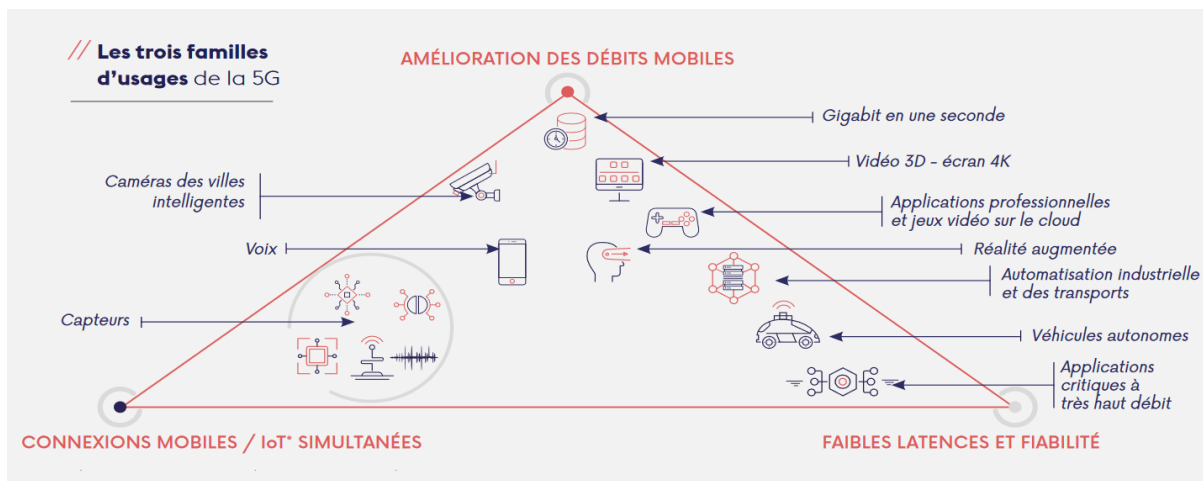 // Les trois familles
d'usages de la 5G
AMÉLIORATION DES DÉBITS MOBILES
Gigabit en une seconde
Vidéo 3D - écran 4K
Caméras des villes
intelligentes
Applications professionnelles
et jeux vidéo sur le cloud
Voix
Réalité augmentée
Automatisation industrielle
et des transports
Capteurs
Véhicules autonomes
Applications
critiques à
très haut débit
CONNEXIONS MOBILES / IoT* SIMULTANÉES
FAIBLES LATENCES ET FIABILITÉ